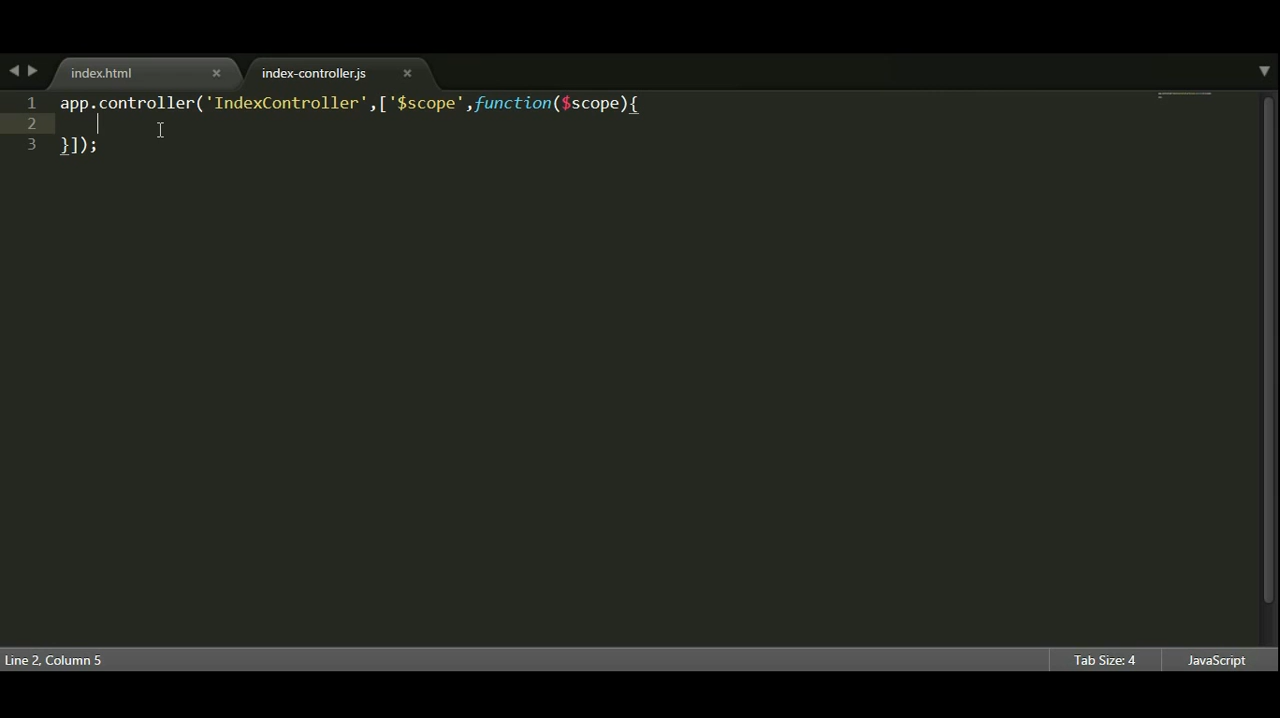 index.html × index-controller.js ×
1 app.controller('IndexController',['$scope',function($scope){
2
3 }]);
Line 2, Column 5 Tab Size: 4 JavaScript